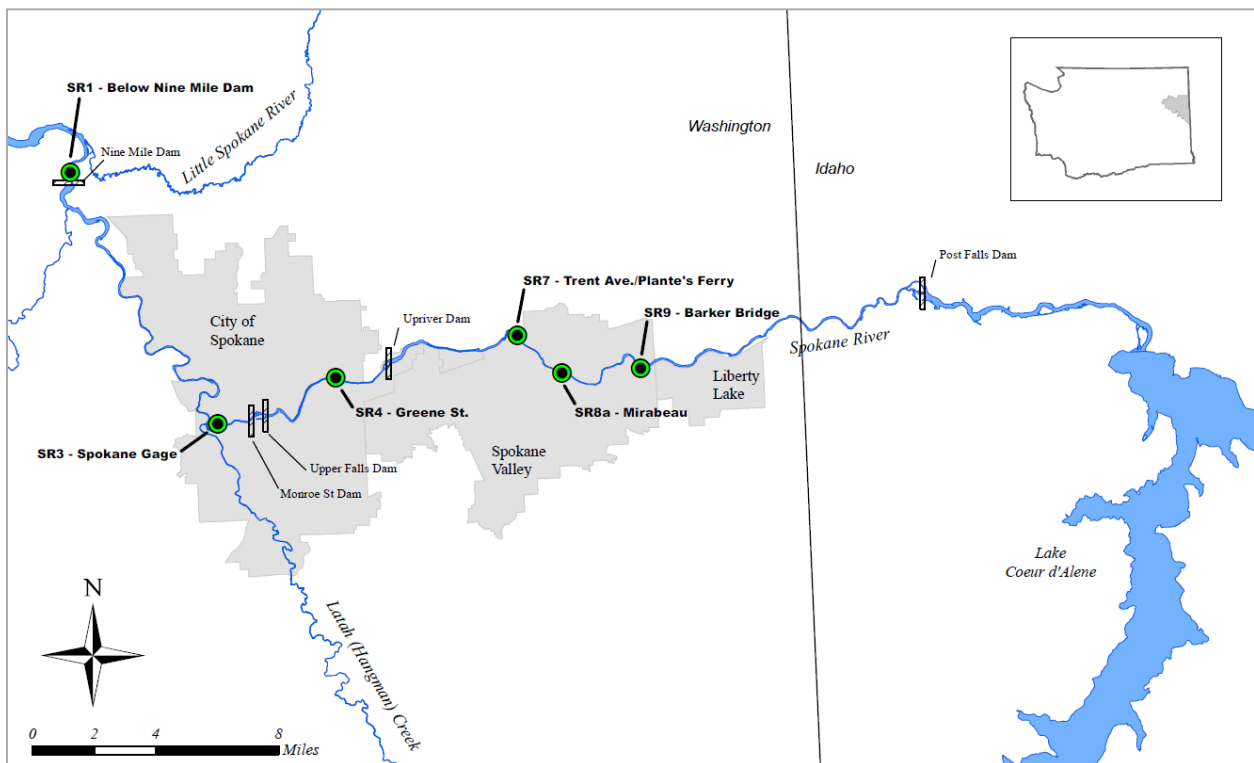 SR1 - Below Nine Mile Dam
Nine Mile Dam
Little Spokane River
Washington
Idaho
Post Falls Dam
SR7 - Trent Ave./Plante's Ferry
City of
Spokane
Upriver Dam
SR9 - Barker Bridge
Spokane River
Liberty
Lake
SR4 - Greene St.
SR8a - Mirabeau
SR3 - Spokane Gage
Upper Falls Dam
Monroe St Dam
Spokane
Valley
Lake
Coeur d'Alene
Latah (Hangman) Creek
N
0 2 4 8
Miles